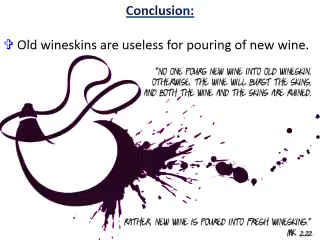 Conclusion:
✞ Old wineskins are useless for pouring of new wine.
"No one pours new wine into old wineskin.
Otherwise, the wine will burst the skins,
and both the wine and the skins are ruined.
Rather, new wine is poured into fresh wineskins."
Mk 2:22